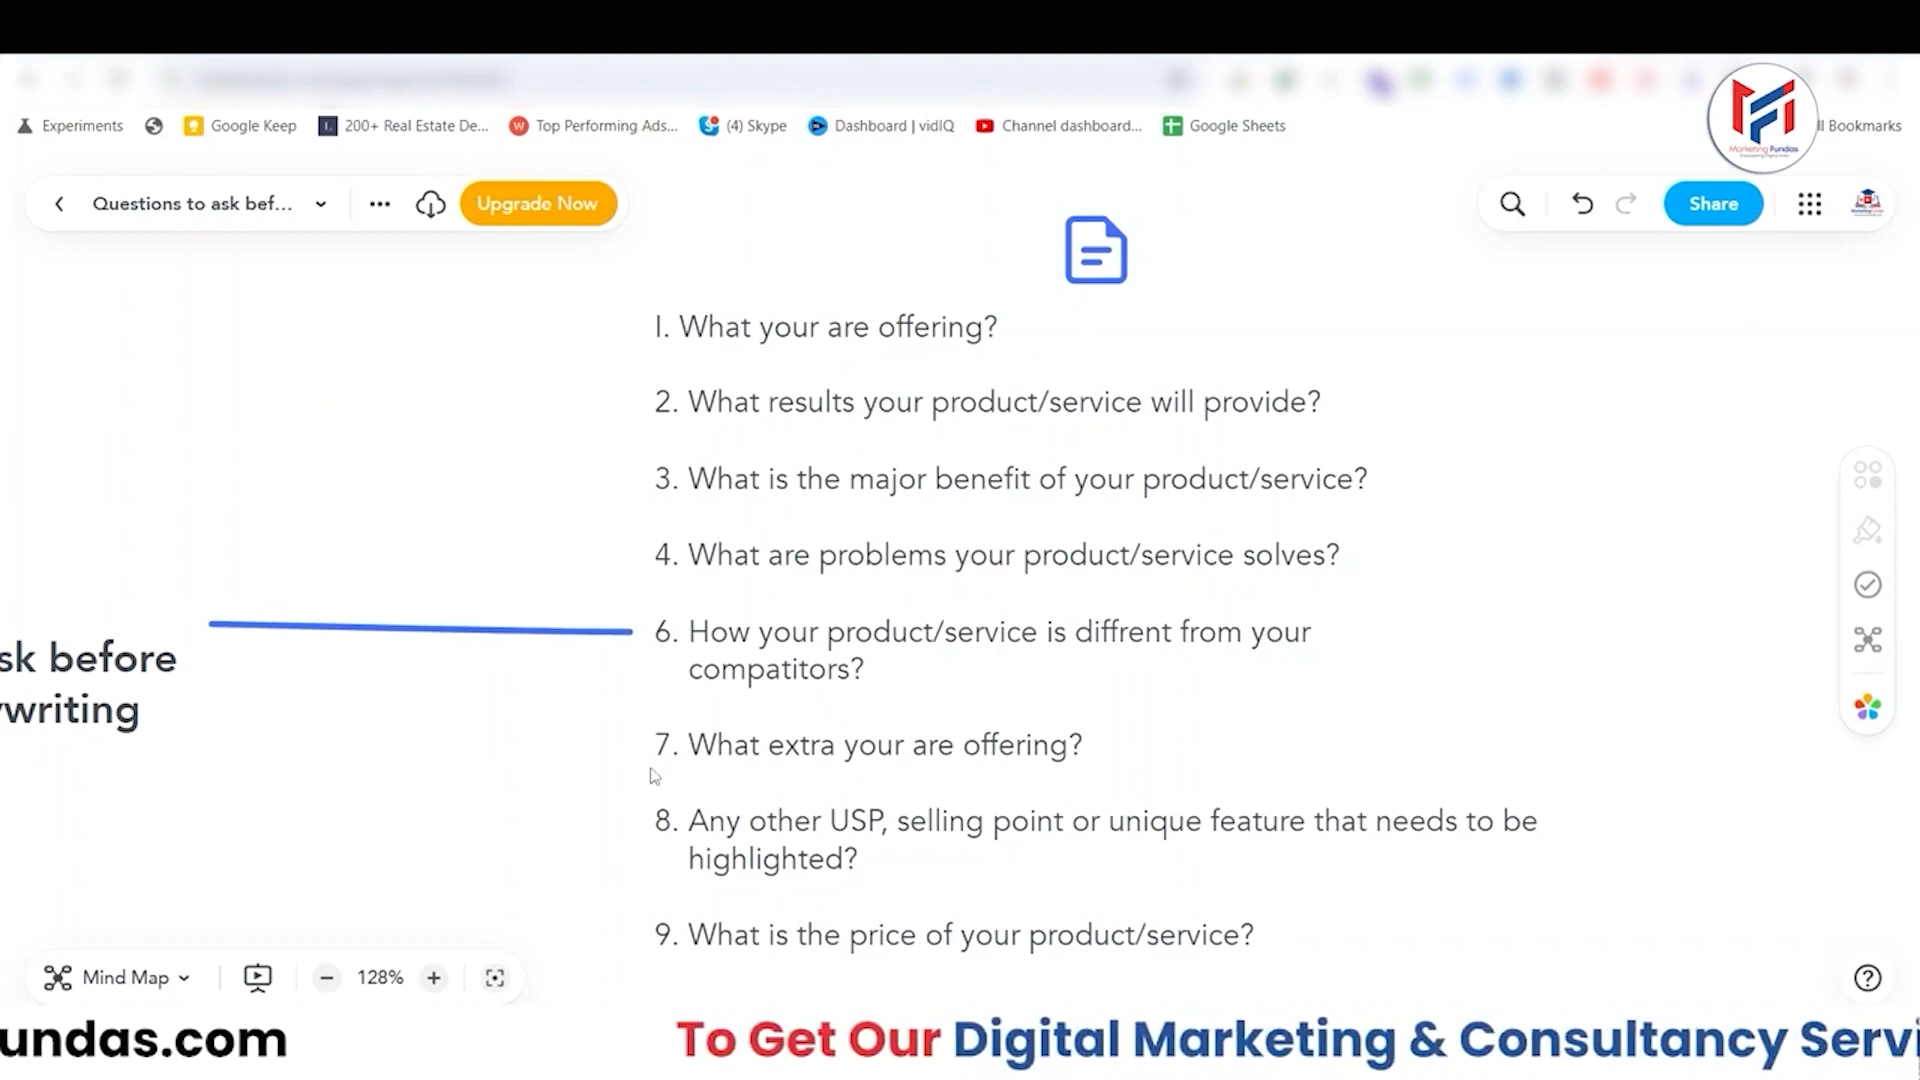 Experiments
Google Keep
200+ Real Estate De...
Top Performing Ads...
(4) Skype
Dashboard | vidIQ
Channel dashboard...
Google Sheets
ll Bookmarks
Marketing Fundas
Questions to ask bef...
Upgrade Now
Share
1. What your are offering?
2. What results your product/service will provide?
3. What is the major benefit of your product/service?
4. What are problems your product/service solves?
6. How your product/service is diffrent from your
compatitors?
7. What extra your are offering?
8. Any other USP, selling point or unique feature that needs to be
highlighted?
9. What is the price of your product/service?
sk before
writing
Mind Map
128%
undas.com
To Get Our Digital Marketing & Consultancy Servi